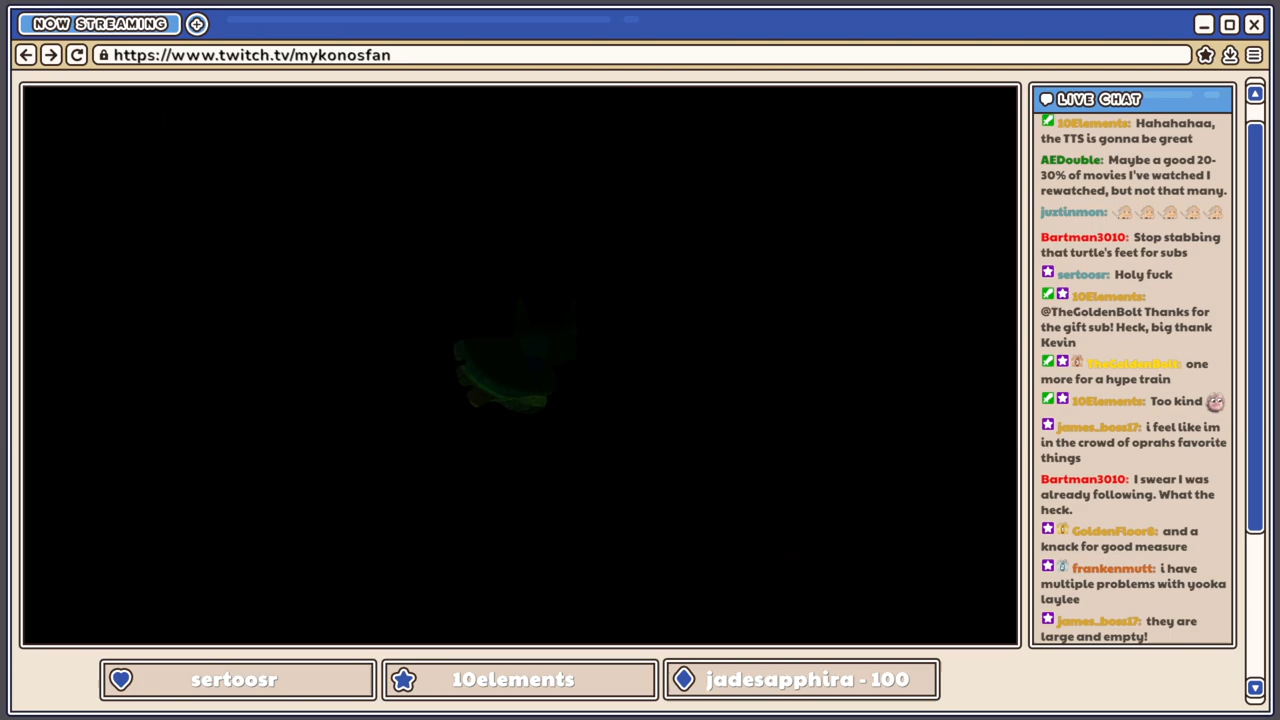 NOW STREAMING
https://www.twitch.tv/mykonosfan
LIVE CHAT
10Elements: Hahahahaa,
the TTS is gonna be great
AEDouble: Maybe a good 20-
30% of movies I've watched I
rewatched, but not that many.
juztinmon:
Bartman3010: Stop stabbing
that turtle's feet for subs
sertoosr: Holy fuck
10Elements:
@TheGoldenBolt Thanks for
the gift sub! Heck, big thank
Kevin
TheGoldenBolt: one
more for a hype train
10Elements: Too kind
james_boss17: i feel like im
in the crowd of oprahs favorite
things
Bartman3010: I swear I was
already following. What the
heck.
GoldenFloor8: and a
knack for good measure
frankenmutt: i have
multiple problems with yooka
laylee
james_boss17: they are
large and empty!
sertoosr
10elements
jadesapphira - 100